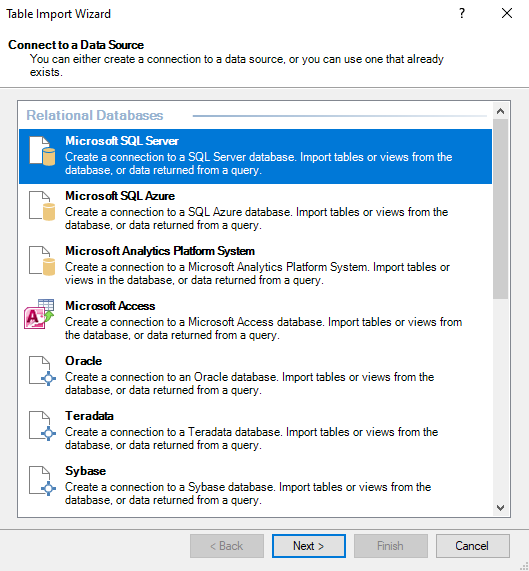 Table Import Wizard
?
Connect to a Data Source
You can either create a connection to a data source, or you can use one that already
exists.
Relational Databases
Microsoft SQL Server
Create a connection to a SQL Server database. Import tables or views from the
database, or data returned from a query.
Microsoft SQL Azure
Create a connection to a SQL Azure database. Import tables or views from the
database, or data returned from a query.
Microsoft Analytics Platform System
Create a connection to a Microsoft Analytics Platform System. Import tables or
views in the database, or data returned from a query.
Microsoft Access
Create a connection to a Microsoft Access database. Import tables or views from
the database, or data returned from a query.
Oracle
Create a connection to an Oracle database. Import tables or views from the
database, or data returned from a query.
Teradata
Create a connection to a Teradata database. Import tables or views from the
database, or data returned from a query.
Sybase
Create a connection to a Sybase database. Import tables or views from the
database, or data returned from a query.
< Back
Next >
Finish
Cancel